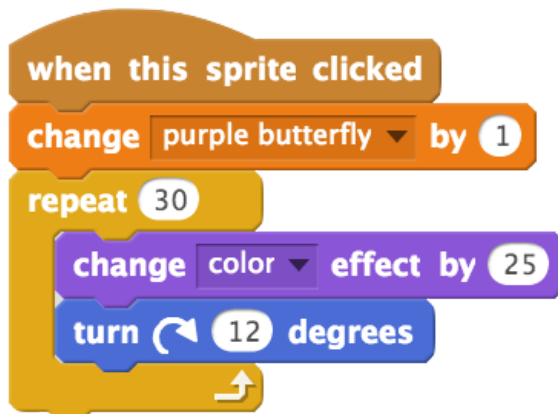 when this sprite clicked
change purple butterfly by 1
repeat 30
change color effect by 25
turn 12 degrees